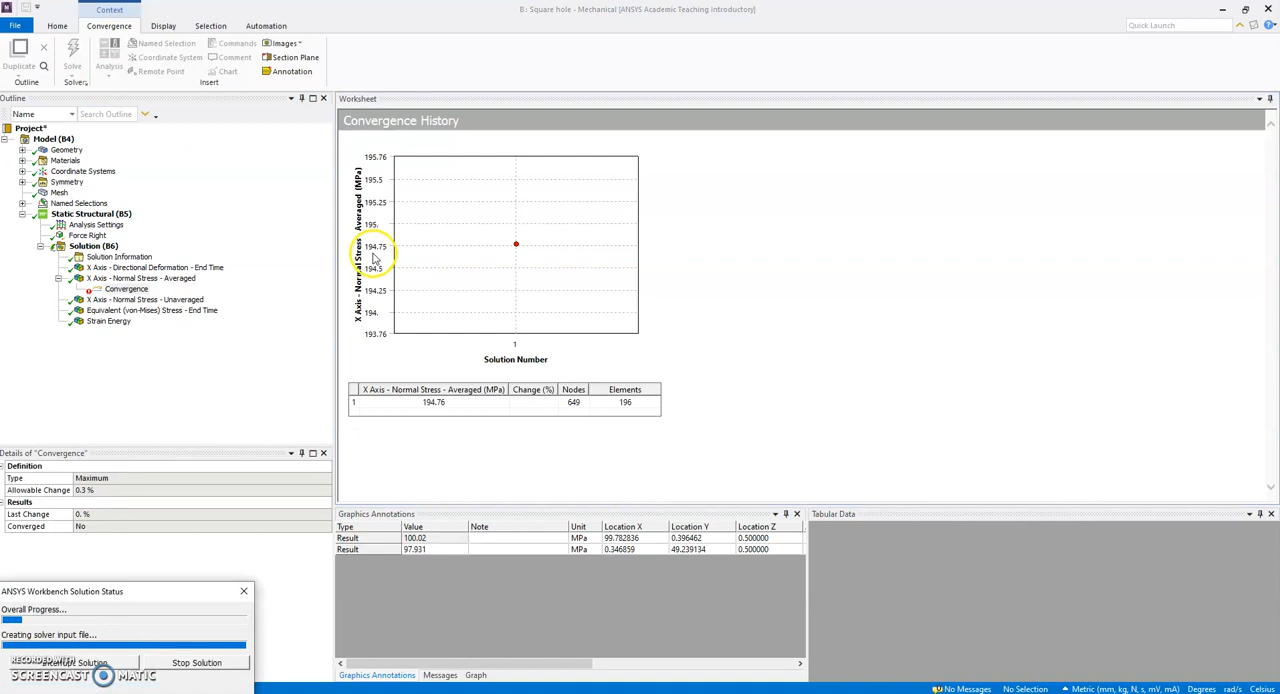 Context
B: Square hole - Mechanical [ANSYS Academic Teaching Introductory]
File Home Convergence Display Selection Automation
Quick Launch
Duplicate
Outline
Solve
Solver
Analysis
Named Selection
Coordinate System
Remote Point
Commands
Comment
Chart
Insert
Images
Section Plane
Annotation
Outline
Name Search Outline
Project*
Model (B4)
Geometry
Materials
Coordinate Systems
Symmetry
Mesh
Named Selections
Static Structural (B5)
Analysis Settings
Force Right
Solution (B6)
Solution Information
X Axis - Directional Deformation - End Time
X Axis - Normal Stress - Averaged
Convergence
X Axis - Normal Stress - Unaveraged
Equivalent (von-Mises) Stress - End Time
Strain Energy
Details of "Convergence"
Definition
Type Maximum
Allowable Change 0.3 %
Results
Last Change 0. %
Converged No
ANSYS Workbench Solution Status
Overall Progress...
Creating solver input file...
Interrupt Solution Stop Solution
RECORDED WITH
SCREENCAST MATIC
Worksheet
Convergence History
X Axis - Normal Stress - Averaged (MPa)
195.76
195.5
195.25
195.
194.75
194.5
194.25
194.
193.76
1
Solution Number
X Axis - Normal Stress - Averaged (MPa) Change (%) Nodes Elements
1 194.76 649 196
Graphics Annotations
Type Value Note Unit Location X Location Y Location Z
Result 100.02 MPa 99.782836 0.396462 0.500000
Result 97.931 MPa 0.346859 49.239134 0.500000
Graphics Annotations Messages Graph
Tabular Data
No Messages No Selection Metric (mm, kg, N, s, mV, mA) Degrees rad/s Celsius